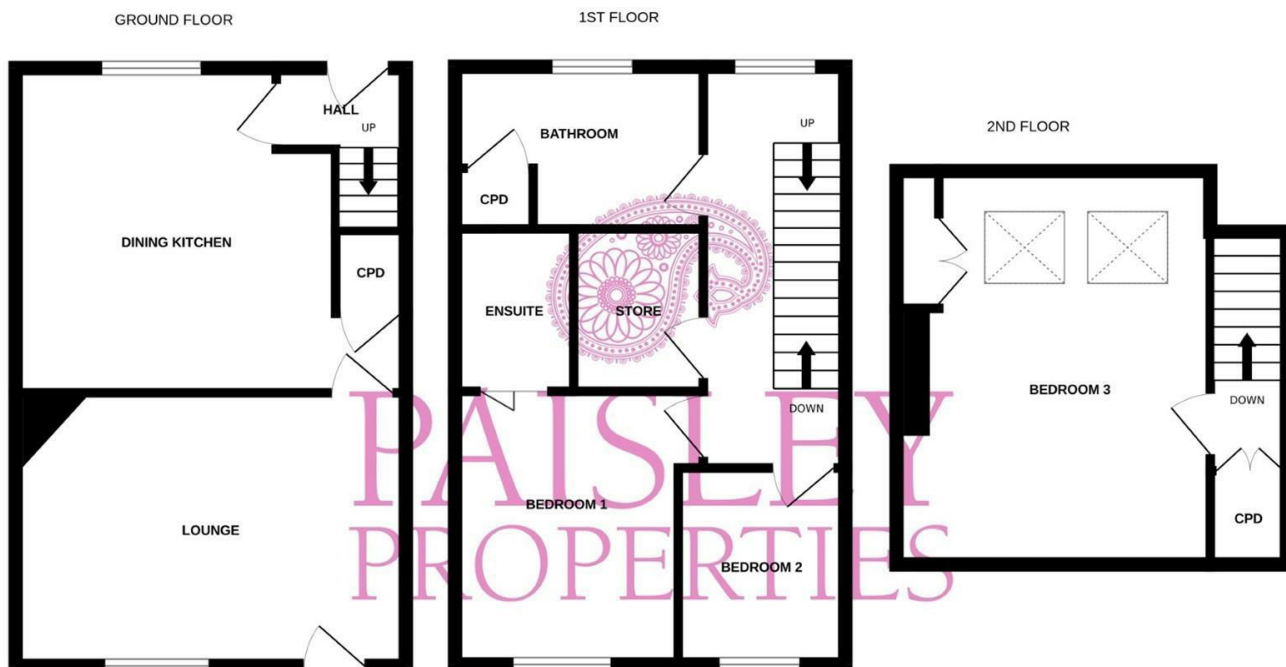 GROUND FLOOR
HALL
UP
DINING KITCHEN
CPD
LOUNGE
1ST FLOOR
BATHROOM
UP
CPD
ENSUITE
STORE
DOWN
BEDROOM 1
BEDROOM 2
PAISLEY
PROPERTIES
2ND FLOOR
BEDROOM 3
DOWN
CPD